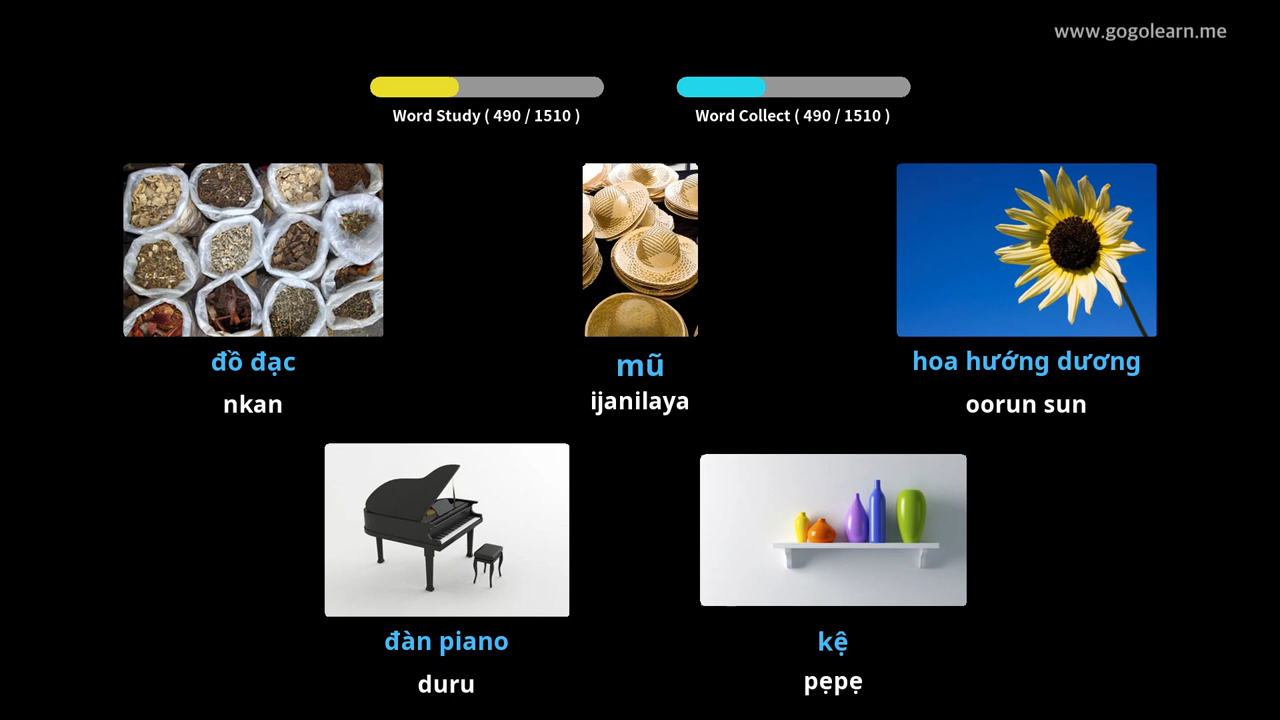 www.gogolearn.me
Word Study ( 490 / 1510 )
Word Collect ( 490 / 1510 )
đồ đạc
nkan
mũ
ijanilaya
hoa hướng dương
oorun sun
đàn piano
duru
kệ
pẹpẹ